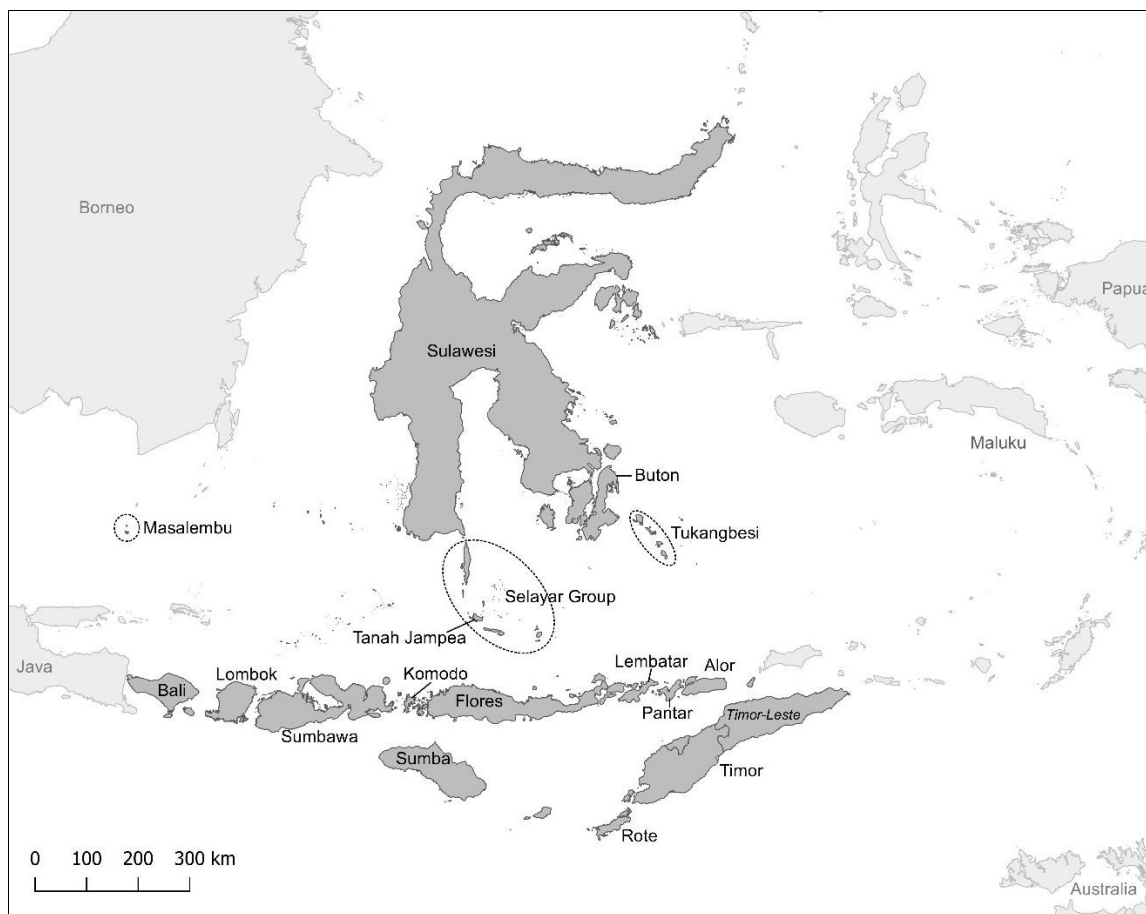 Borneo
Papua
Sulawesi
Maluku
Buton
Masalembu
Tukangbesi
Selayar Group
Tanah Jampea
Java
Lombok
Komodo
Lembatar
Alor
Bali
Flores
Pantar
Timor-Leste
Sumbawa
Sumba
Timor
Rote
0 100 200 300 km
Australia